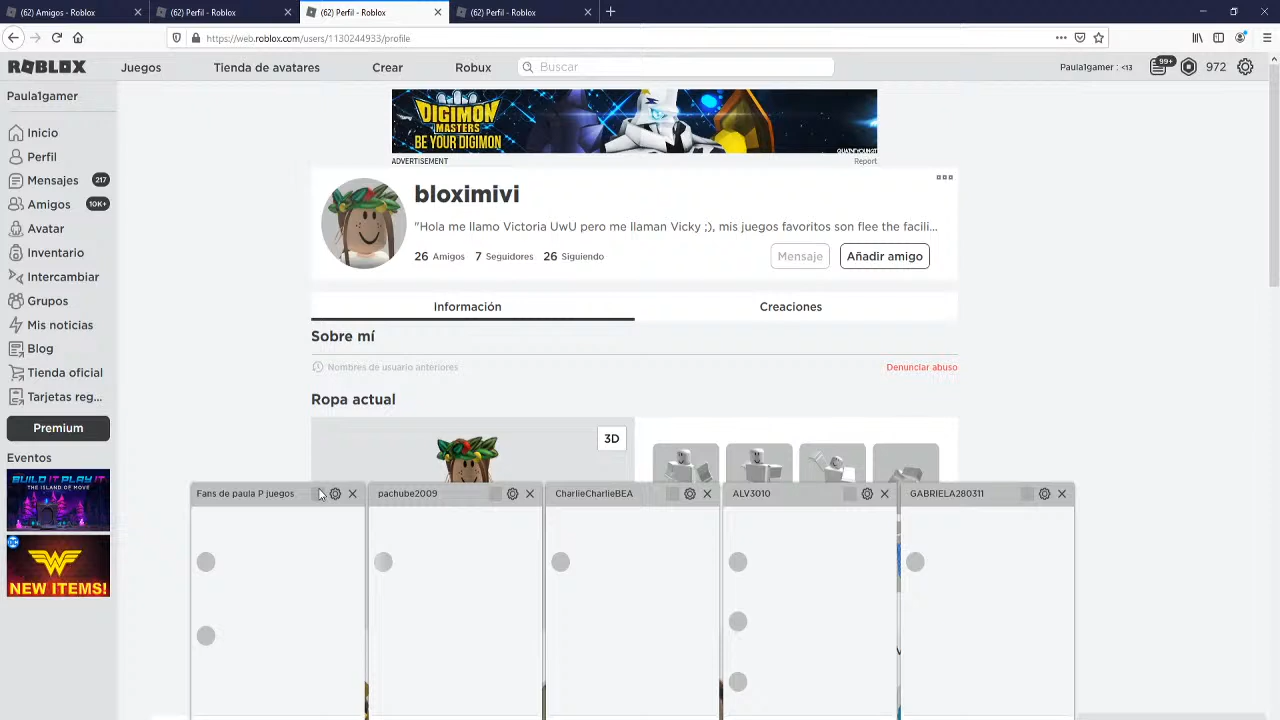 (62) Amigos - Roblox
(62) Perfil - Roblox
(62) Perfil - Roblox
(62) Perfil - Roblox
https://web.roblox.com/users/1130244933/profile
ROBLOX
Juegos
Tienda de avatares
Crear
Robux
Buscar
Paula1gamer : <13
99+
972
Paula1gamer
Inicio
Perfil
Mensajes 217
Amigos 10K+
Avatar
Inventario
Intercambiar
Grupos
Mis noticias
Blog
Tienda oficial
Tarjetas reg...
Premium
Eventos
BUILD IT PLAY IT
THE ISLAND OF MOVE
DC
NEW ITEMS!
DIGIMON
MASTERS
BE YOUR DIGIMON
ADVERTISEMENT
Report
bloximivi
"Hola me llamo Victoria UwU pero me llaman Vicky ;), mis juegos favoritos son flee the facili...
26 Amigos 7 Seguidores 26 Siguiendo
Mensaje
Añadir amigo
Información
Creaciones
Sobre mí
Nombres de usuario anteriores
Denunciar abuso
Ropa actual
3D
Fans de paula P juegos
pachube2009
CharlieCharlieBEA
ALV3010
GABRIELA280311